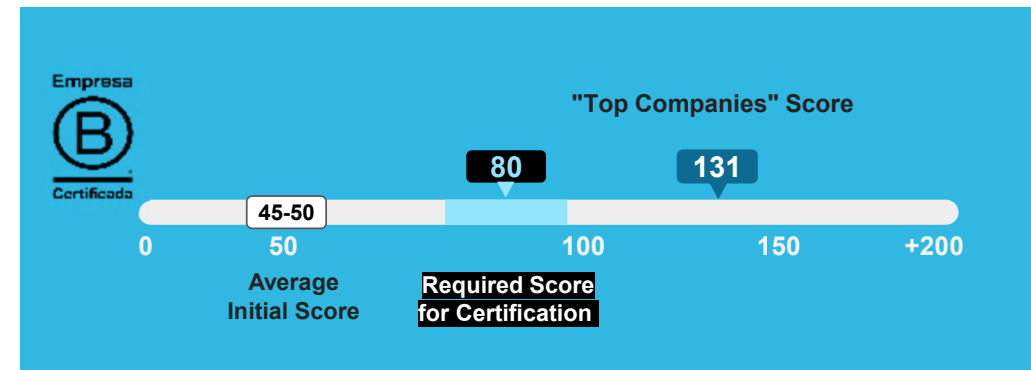 Empresa
B
Certificada
"Top Companies" Score
80
131
45-50
0 50 100 150 +200
Average
Initial Score
Required Score
for Certification